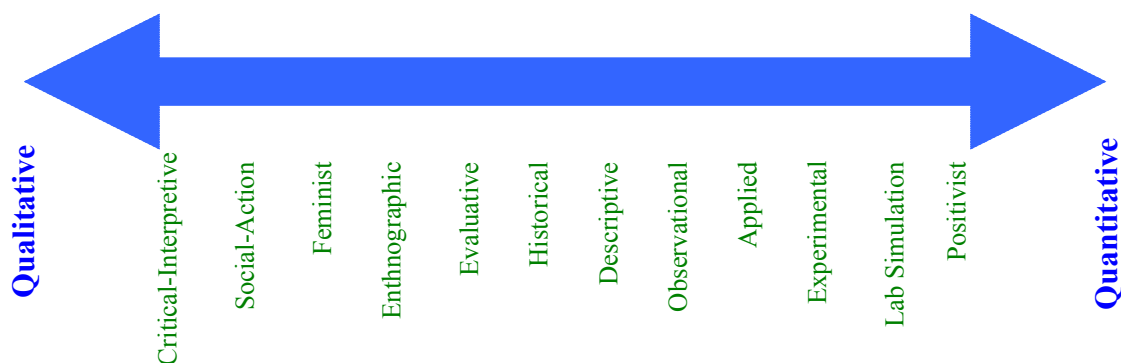 Qualitative
Critical-Interpretive
Social-Action
Feminist
Enthnographic
Evaluative
Historical
Descriptive
Observational
Applied
Experimental
Lab Simulation
Positivist
Quantitative